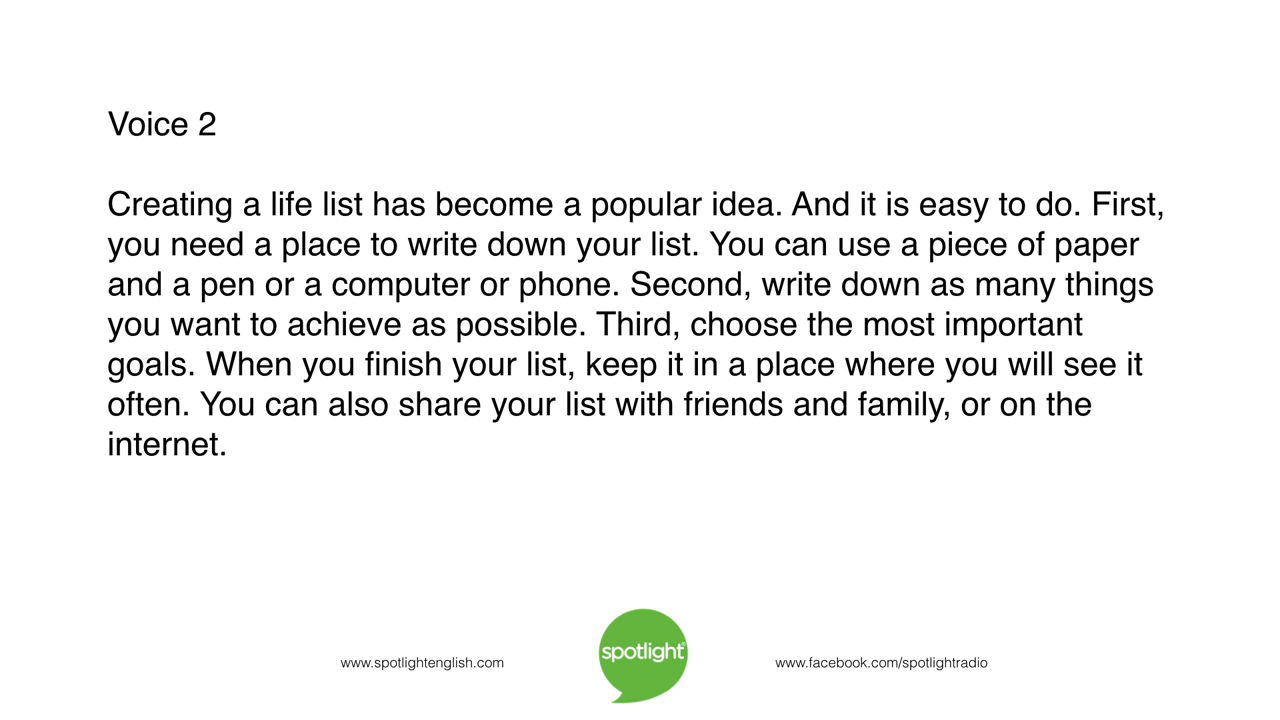 Voice 2
Creating a life list has become a popular idea. And it is easy to do. First,
you need a place to write down your list. You can use a piece of paper
and a pen or a computer or phone. Second, write down as many things
you want to achieve as possible. Third, choose the most important
goals. When you finish your list, keep it in a place where you will see it
often. You can also share your list with friends and family, or on the
internet.
www.spotlightenglish.com
spotlight®
www.facebook.com/spotlightradio